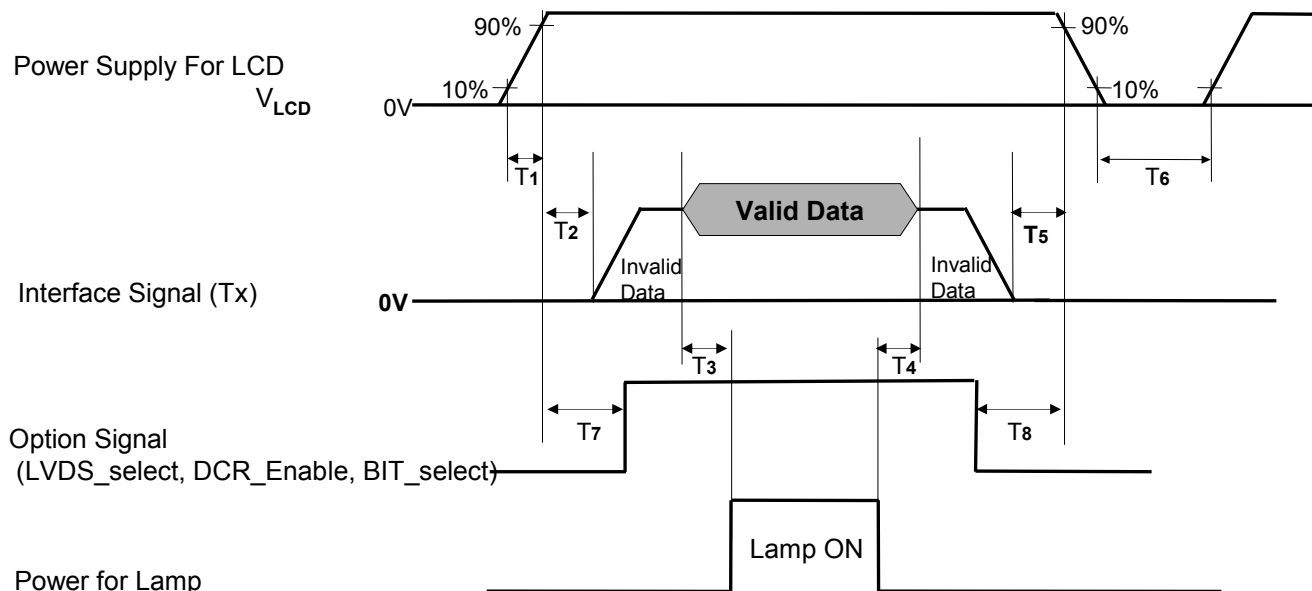 90%
90%
Power Supply For LCD
VLCD
10%
10%
0V
T1
T6
T2
Valid Data
T5
Invalid
Data
Invalid
Data
Interface Signal (Tx)
0V
T3
T4
T7
T8
Option Signal
(LVDS_select, DCR_Enable, BIT_select)
Lamp ON
Power for Lamp